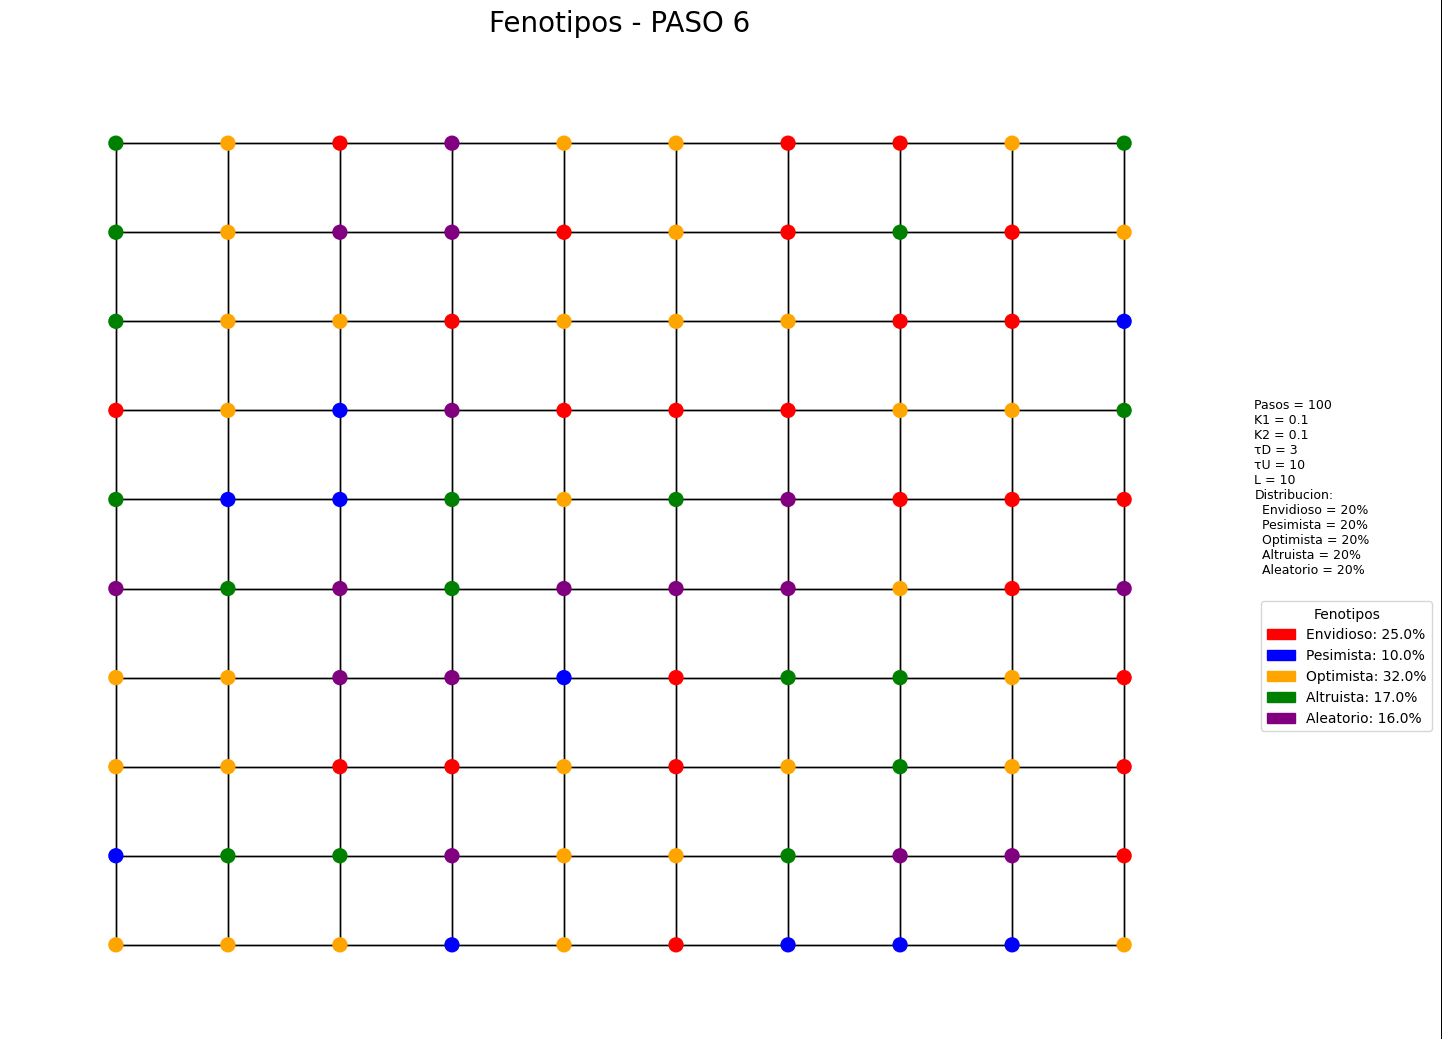 Fenotipos - PASO 6
Pasos = 100
K1 = 0.1
K2 = 0.1
τD = 3
τU = 10
L = 10
Distribucion:
Envidioso = 20%
Pesimista = 20%
Optimista = 20%
Altruista = 20%
Aleatorio = 20%
Fenotipos
Envidioso: 25.0%
Pesimista: 10.0%
Optimista: 32.0%
Altruista: 17.0%
Aleatorio: 16.0%